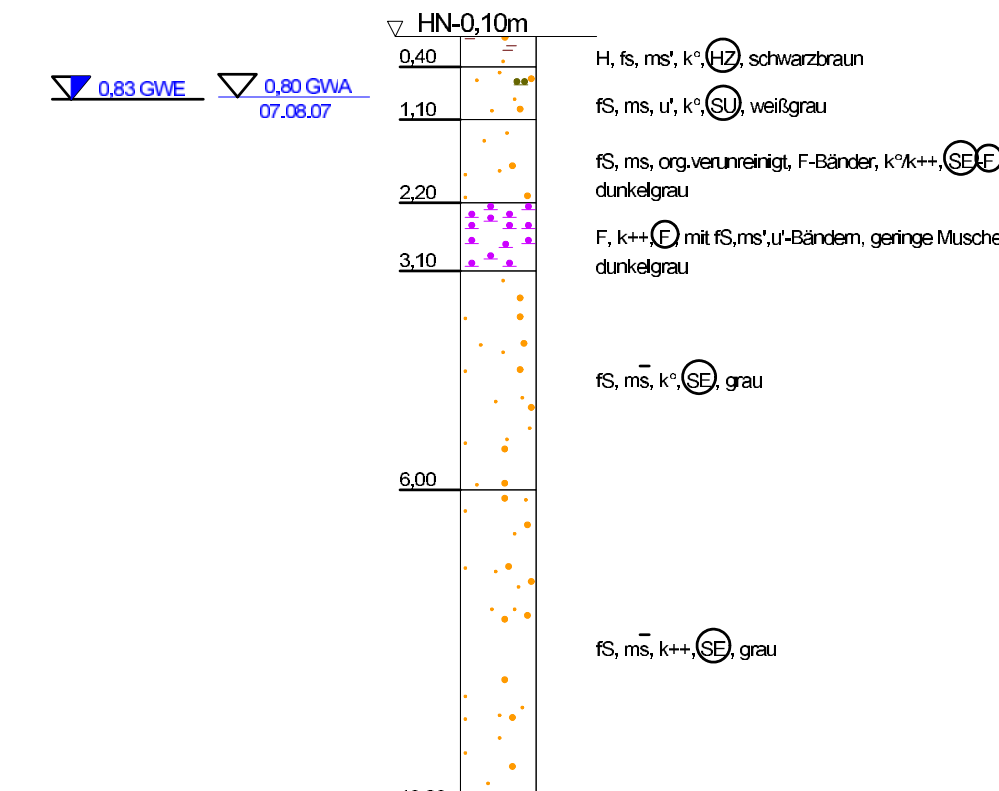 HN-0,10m
0,40
H, fs, ms', k°, HZ, schwarzbraun
0,83 GWE
0,80 GWA
07.08.07
1,10
fS, ms, u', k°, SU, weißgrau
fS, ms, org.verunreinigt, F-Bänder, k°/k++, SE-F
dunkelgrau
2,20
F, k++, F, mit fS,ms',u'-Bändern, geringe Musche
dunkelgrau
3,10
fS, ms̅, k°, SE, grau
6,00
fS, ms̅, k++, SE, grau